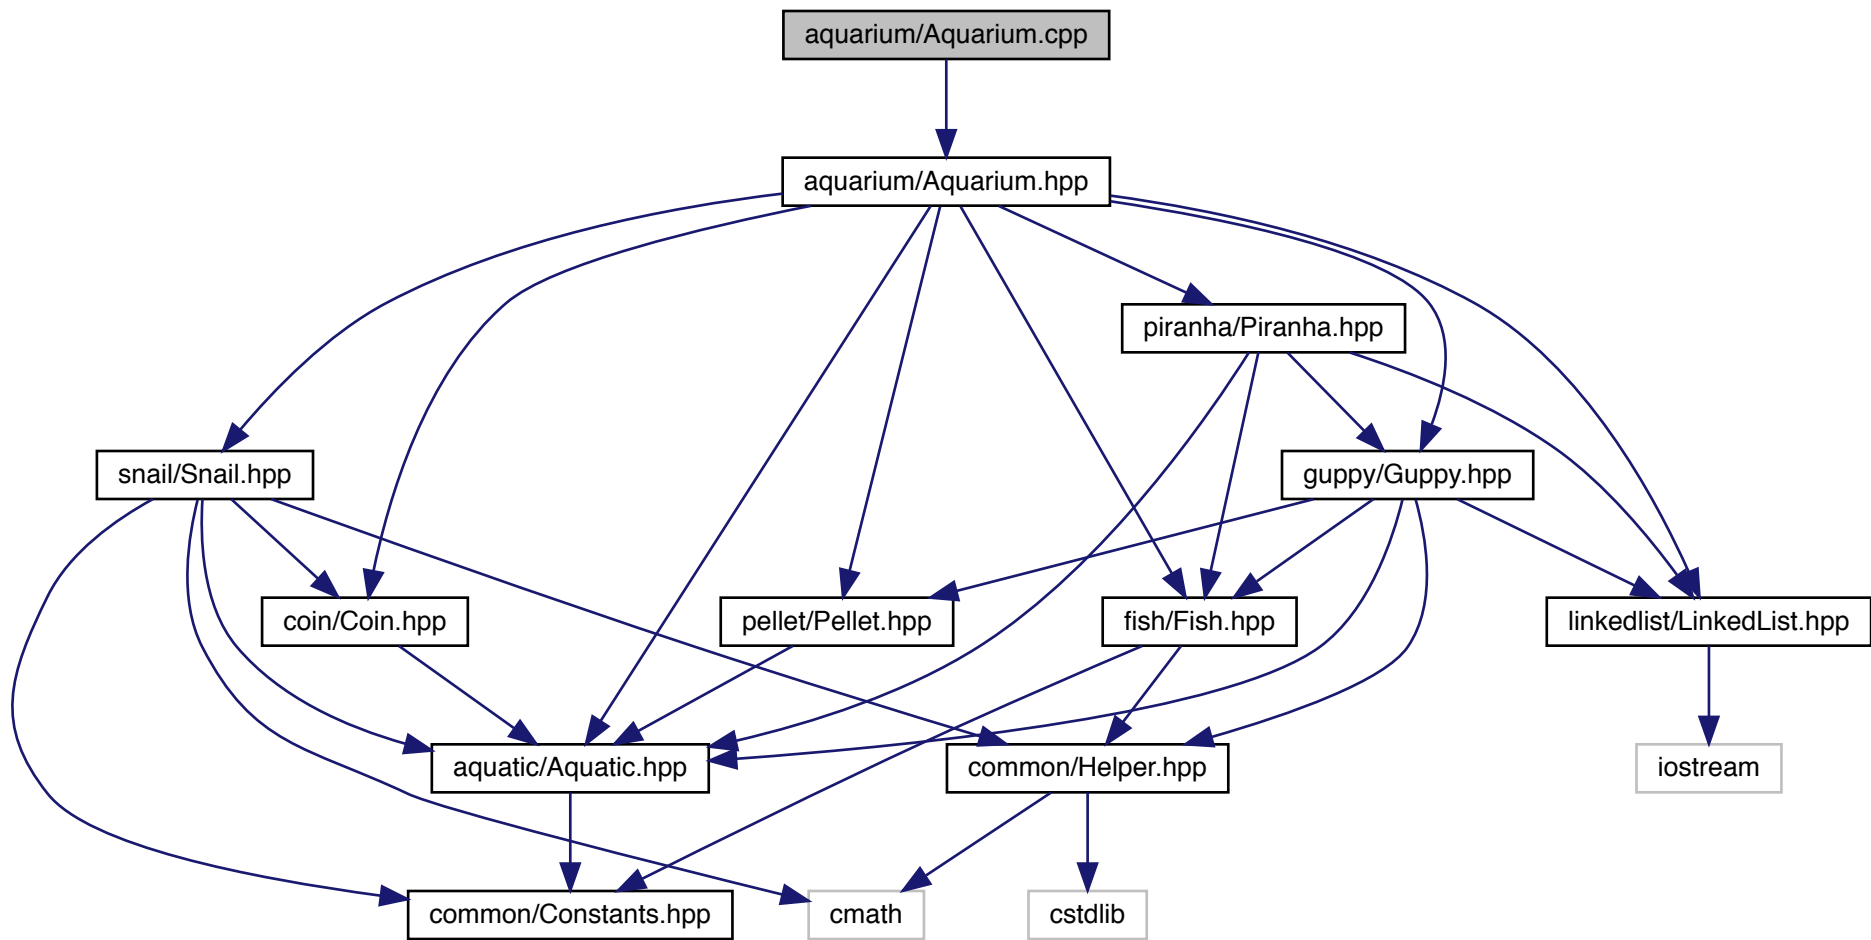 aquarium/Aquarium.cpp
aquarium/Aquarium.hpp
piranha/Piranha.hpp
snail/Snail.hpp
guppy/Guppy.hpp
coin/Coin.hpp
pellet/Pellet.hpp
fish/Fish.hpp
linkedlist/LinkedList.hpp
aquatic/Aquatic.hpp
common/Helper.hpp
iostream
common/Constants.hpp
cmath
cstdlib